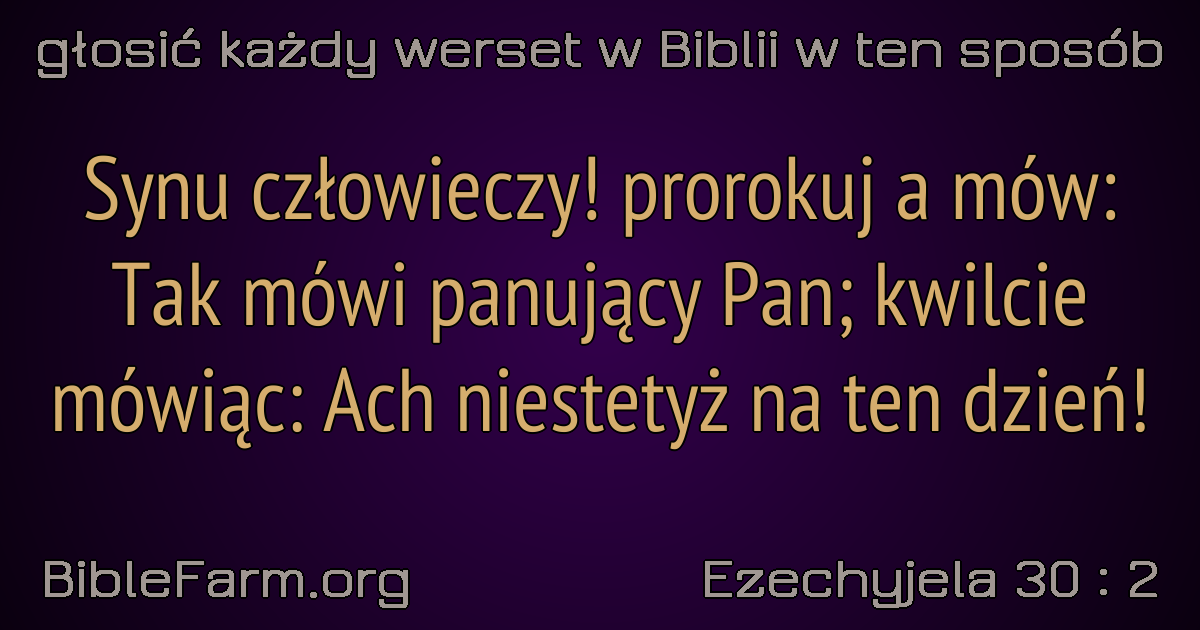 głosić każdy werset w Biblii w ten sposób
Synu człowieczy! prorokuj a mów:
Tak mówi panujący Pan; kwilcie
mówiąc: Ach niestetyż na ten dzień!
BibleFarm.org
Ezechyjela 30 : 2